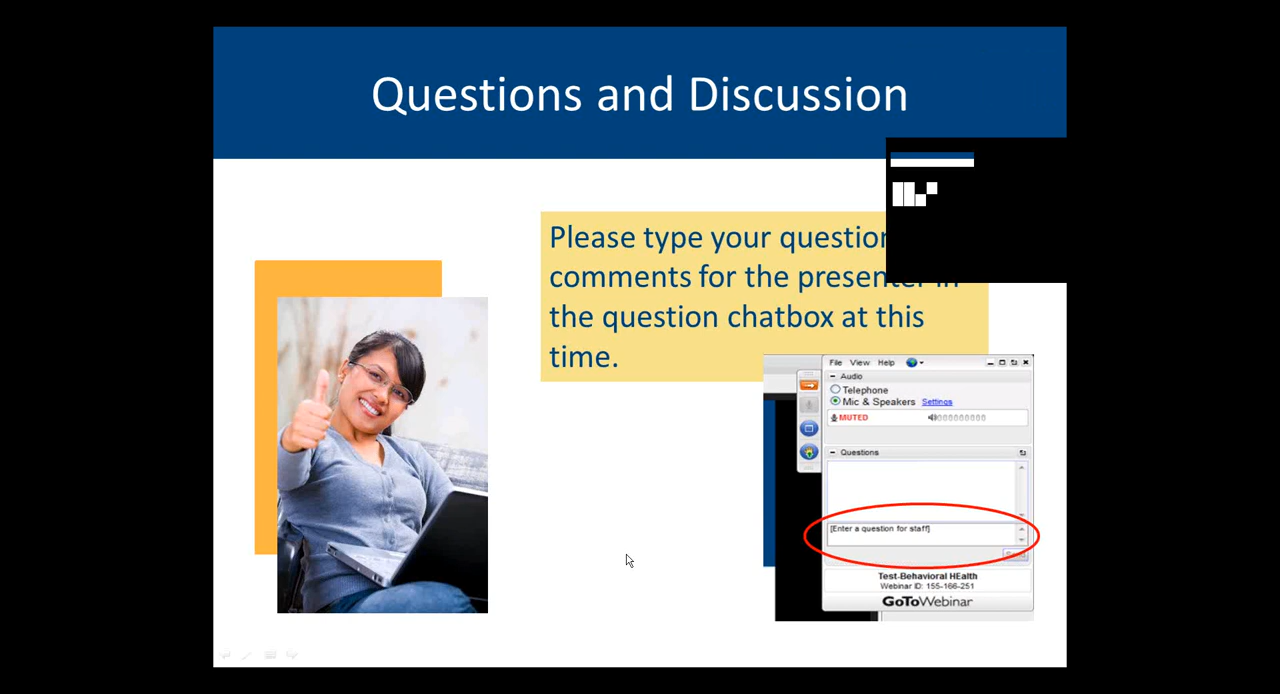 Questions and Discussion
Please type your question
comments for the presenter in
the question chatbox at this
time.
File View Help
Audio
Telephone
Mic & Speakers Settings
MUTED
Questions
[Enter a question for staff]
Test-Behavioral HEalth
Webinar ID: 155-166-251
GoToWebinar